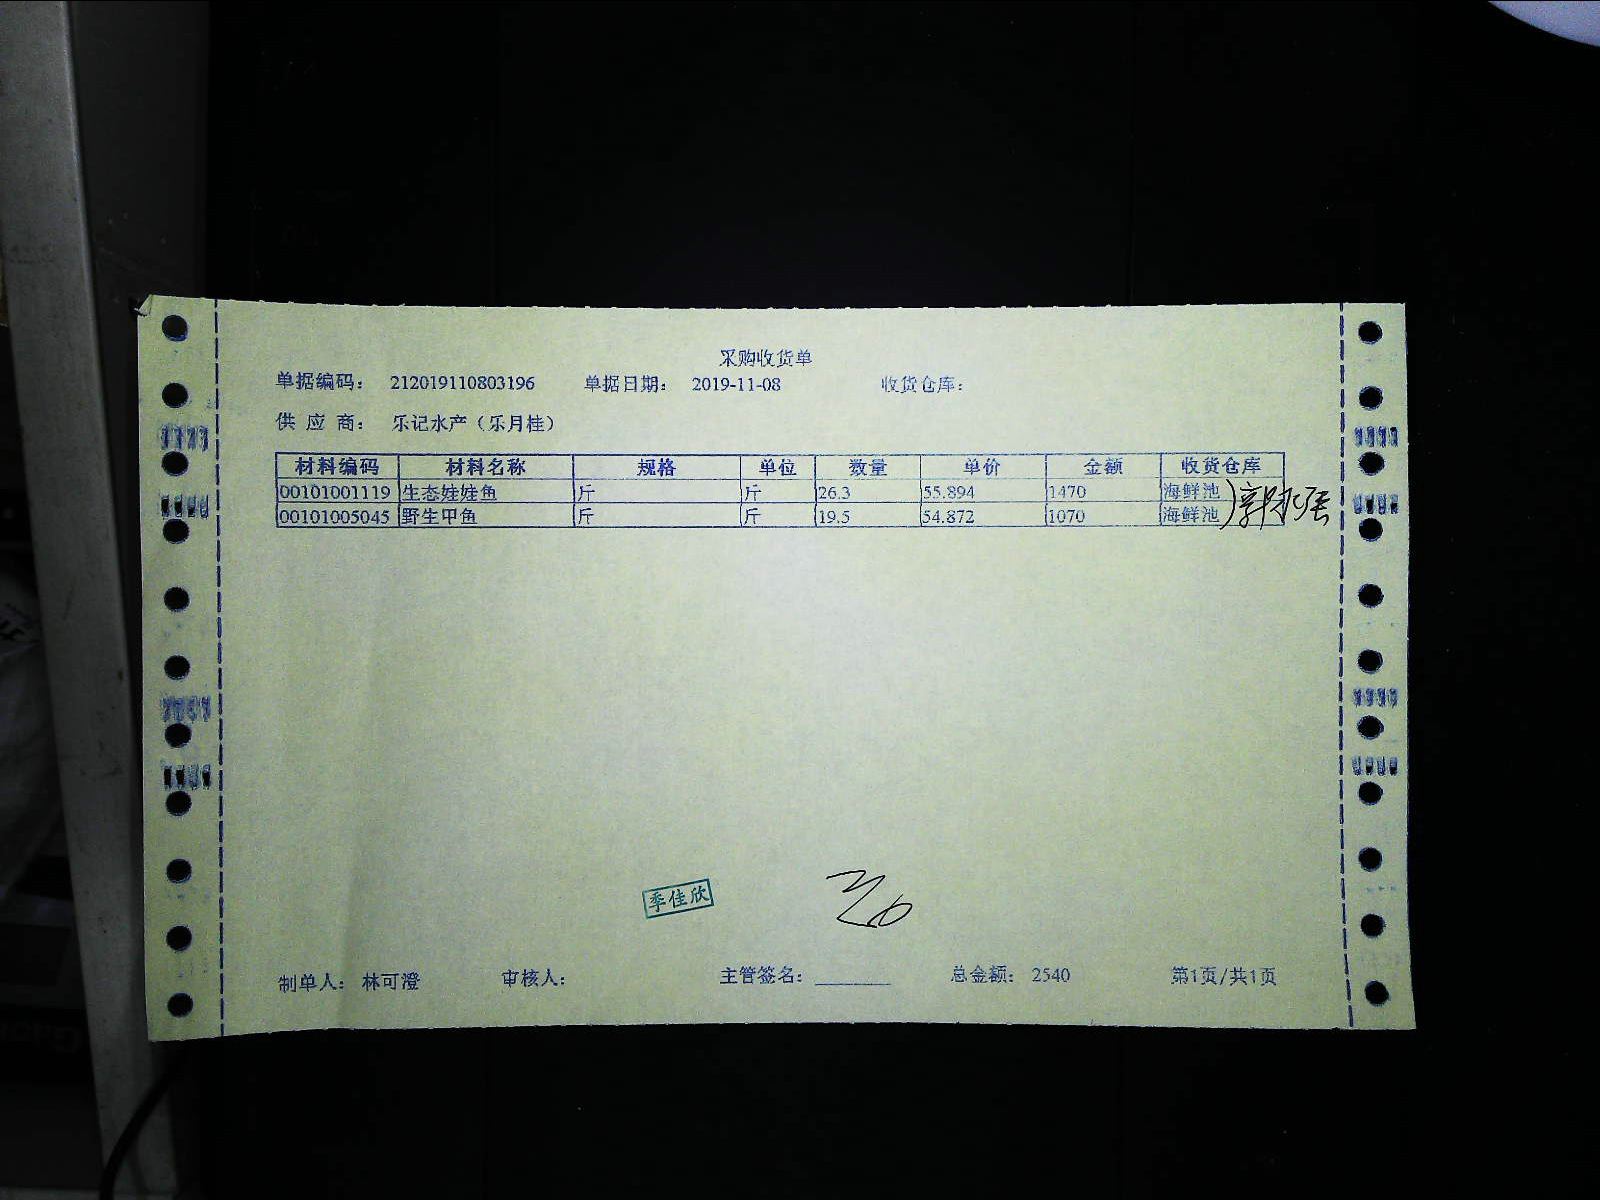 采购收货单
单据编码： 212019110803196 单据日期： 2019-11-08 收货仓库：
供 应 商： 乐记水产（乐月桂）
材料编码 材料名称 规格 单位 数量 单价 金额 收货仓库
00101001119 生态娃娃鱼 斤 斤 26.3 55.894 1470 海鲜池
00101005045 野生甲鱼 斤 斤 19.5 54.872 1070 海鲜池
季佳欣
制单人： 林可澄 审核人： 主管签名： 总金额： 2540 第1页/共1页